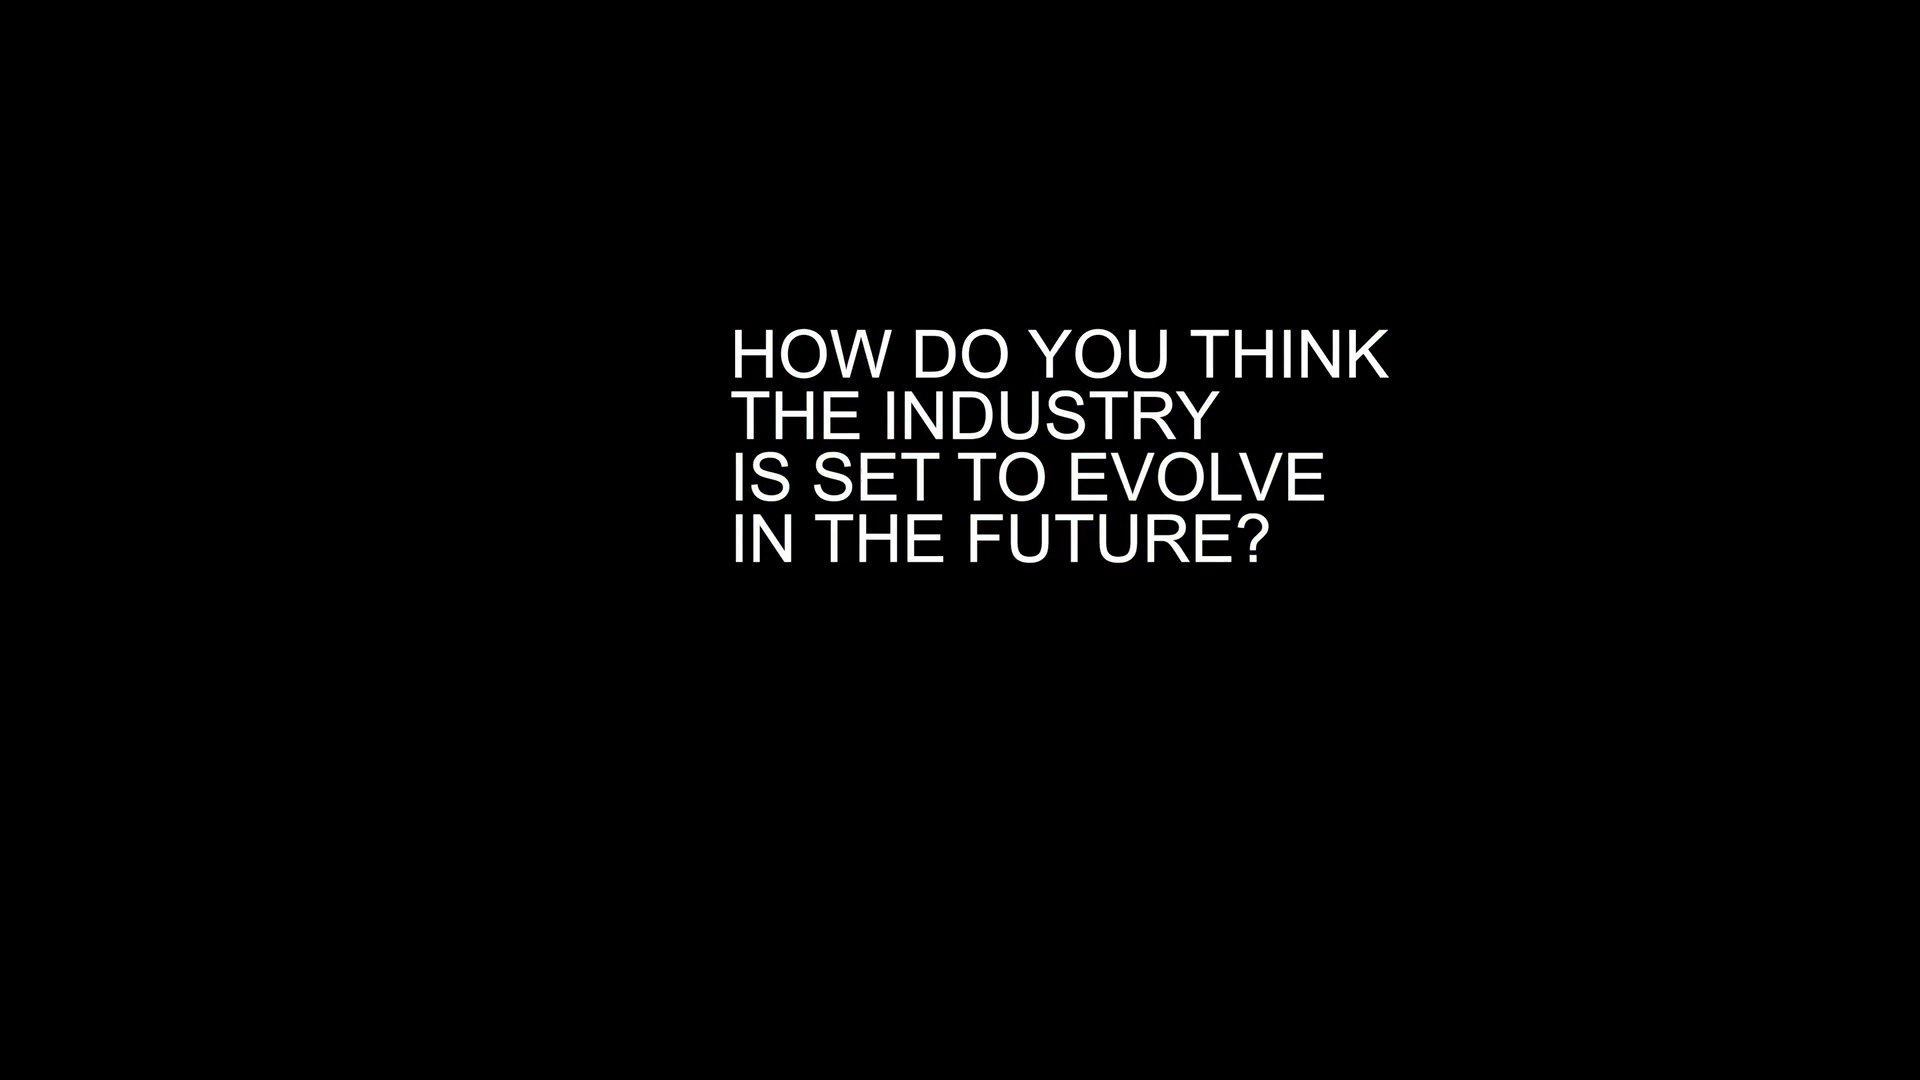 HOW DO YOU THINK
THE INDUSTRY
IS SET TO EVOLVE
IN THE FUTURE?